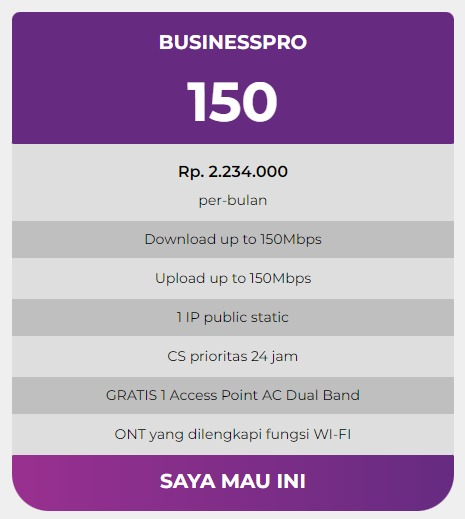 BUSINESSPRO
150
Rp. 2.234.000
per-bulan
Download up to 150Mbps
Upload up to 150Mbps
1 IP public static
CS prioritas 24 jam
GRATIS 1 Access Point AC Dual Band
ONT yang dilengkapi fungsi WI-FI
SAYA MAU INI